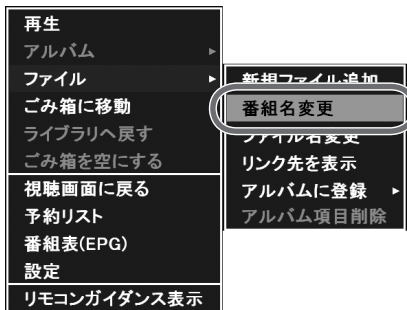 再生
アルバム
ファイル
ごみ箱に移動
ライブラリへ戻す
ごみ箱を空にする
視聴画面に戻る
予約リスト
番組表(EPG)
設定
リモコンガイダンス表示
新規ファイル追加
番組名変更
ファイル名変更
リンク先を表示
アルバムに登録
アルバム項目削除